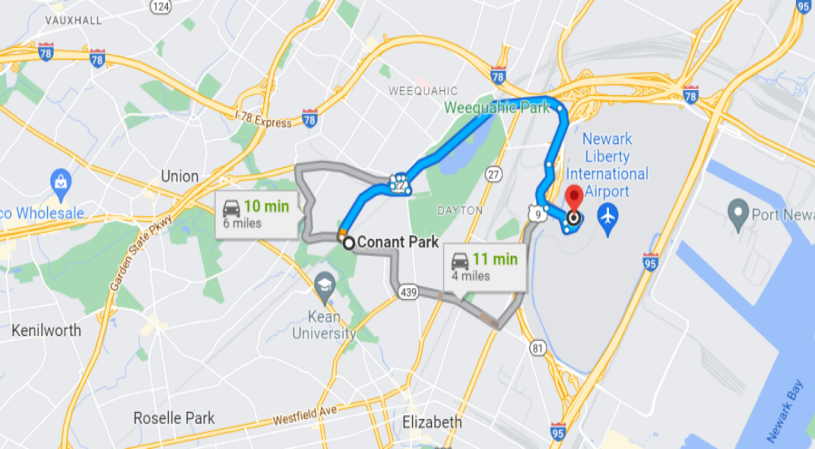 124
95
VAUXHALL
78
78
78
WEEQUAHIC
78
Weequahic Park
I-78 Express
78
Newark
Liberty
International
Airport
Union
27
22
co Wholesale
10 min
6 miles
DAYTON
9
Port Newa
Garden State Pkwy
Conant Park
11 min
4 miles
95
439
Kean
University
Kenilworth
81
Newark Bay
Roselle Park
Westfield Ave
Elizabeth
95